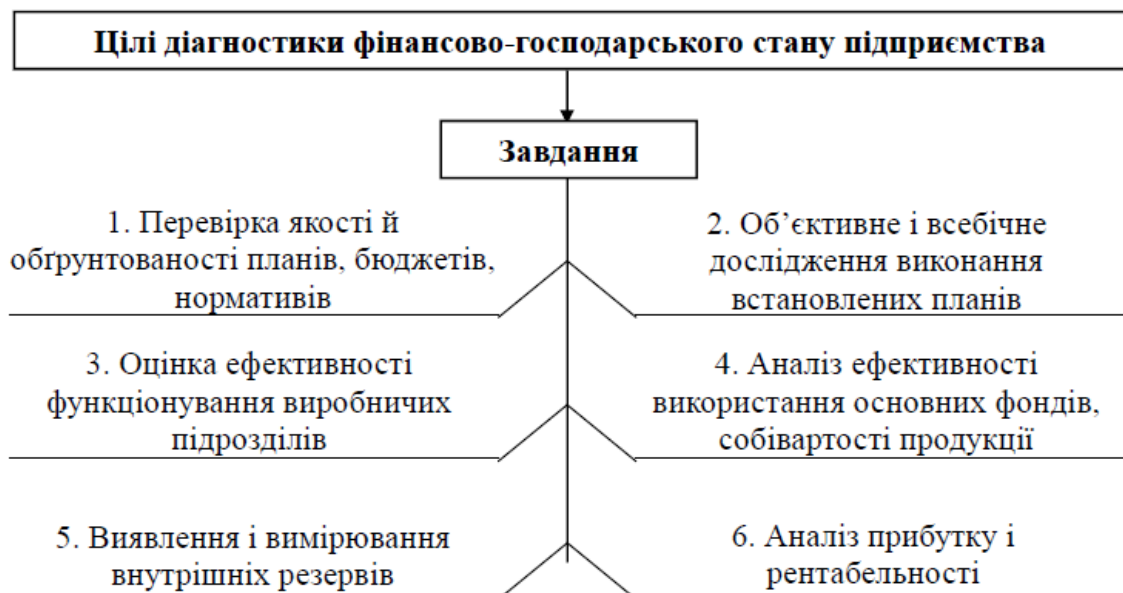 Цілі діагностики фінансово-господарського стану підприємства
Завдання
1. Перевірка якості й
обґрунтованості планів, бюджетів,
нормативів
2. Об’єктивне і всебічне
дослідження виконання
встановлених планів
3. Оцінка ефективності
функціонування виробничих
підрозділів
4. Аналіз ефективності
використання основних фондів,
собівартості продукції
5. Виявлення і вимірювання
внутрішніх резервів
6. Аналіз прибутку і
рентабельності